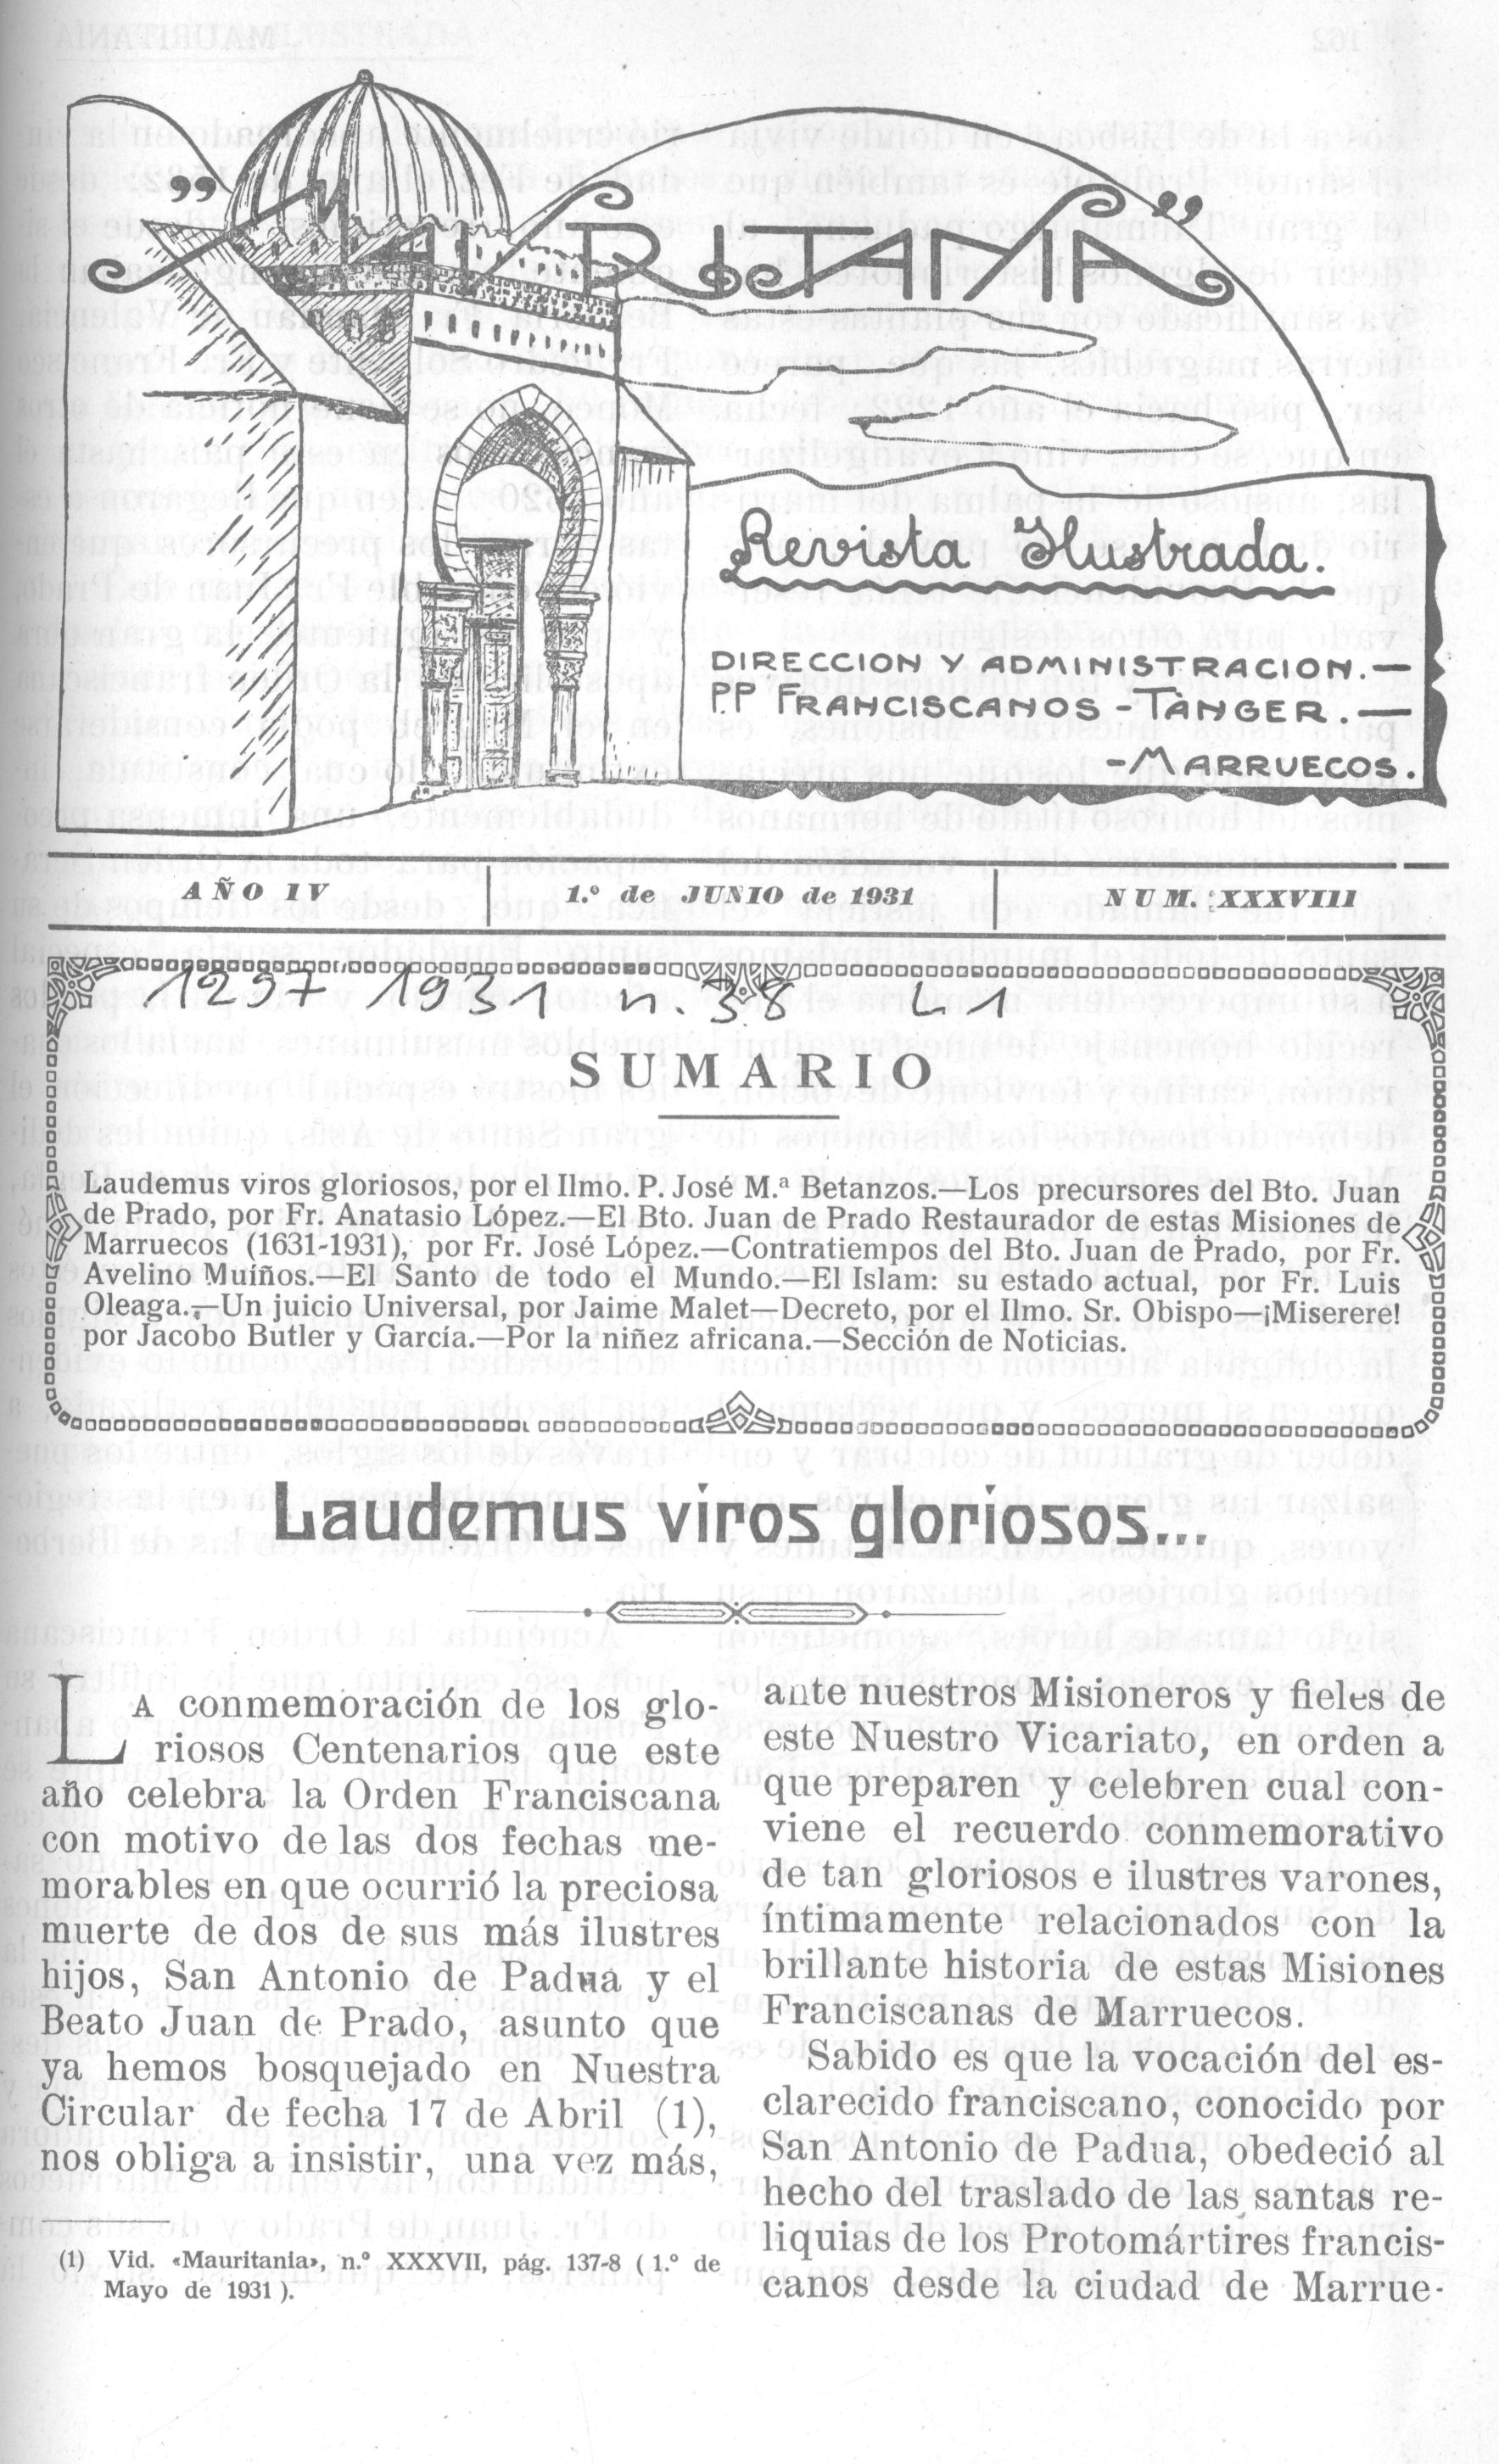 "MAURITANIA"
Revista Ilustrada.
DIRECCION Y ADMINISTRACION.—
P.P FRANCISCANOS - TÀNGER.—
-MARRUECOS.
AÑO IV
1.º de JUNIO de 1931
NUM. XXXVIII
1237 1931 n. 38 L1
SUMARIO
Laudemus viros gloriosos, por el Ilmo. P. José M.ª Betanzos.—Los precursores del Bto. Juan
de Prado, por Fr. Anatasio López.—El Bto. Juan de Prado Restaurador de estas Misiones de
Marruecos (1631-1931), por Fr. José López.—Contratiempos del Bto. Juan de Prado, por Fr.
Avelino Muíños.—El Santo de todo el Mundo.—El Islam: su estado actual, por Fr. Luis
Oleaga.—Un juicio Universal, por Jaime Malet—Decreto, por el Ilmo. Sr. Obispo—¡Miserere!
por Jacobo Butler y García.—Por la niñez africana.—Sección de Noticias.
Laudemus viros gloriosos...
LA conmemoración de los glo-
riosos Centenarios que este
año celebra la Orden Franciscana
con motivo de las dos fechas me-
morables en que ocurrió la preciosa
muerte de dos de sus más ilustres
hijos, San Antonio de Padua y el
Beato Juan de Prado, asunto que
ya hemos bosquejado en Nuestra
Circular de fecha 17 de Abril (1),
nos obliga a insistir, una vez más,
(1) Vid. «Mauritania», n.º XXXVII, pág. 137-8 ( 1.º de
Mayo de 1931 ).
ante nuestros Misioneros y fieles de
este Nuestro Vicariato, en orden a
que preparen y celebren cual con-
viene el recuerdo conmemorativo
de tan gloriosos e ilustres varones,
íntimamente relacionados con la
brillante historia de estas Misiones
Franciscanas de Marruecos.
Sabido es que la vocación del es-
clarecido franciscano, conocido por
San Antonio de Padua, obedeció al
hecho del traslado de las santas re-
liquias de los Protomártires francis-
canos desde la ciudad de Marrue-